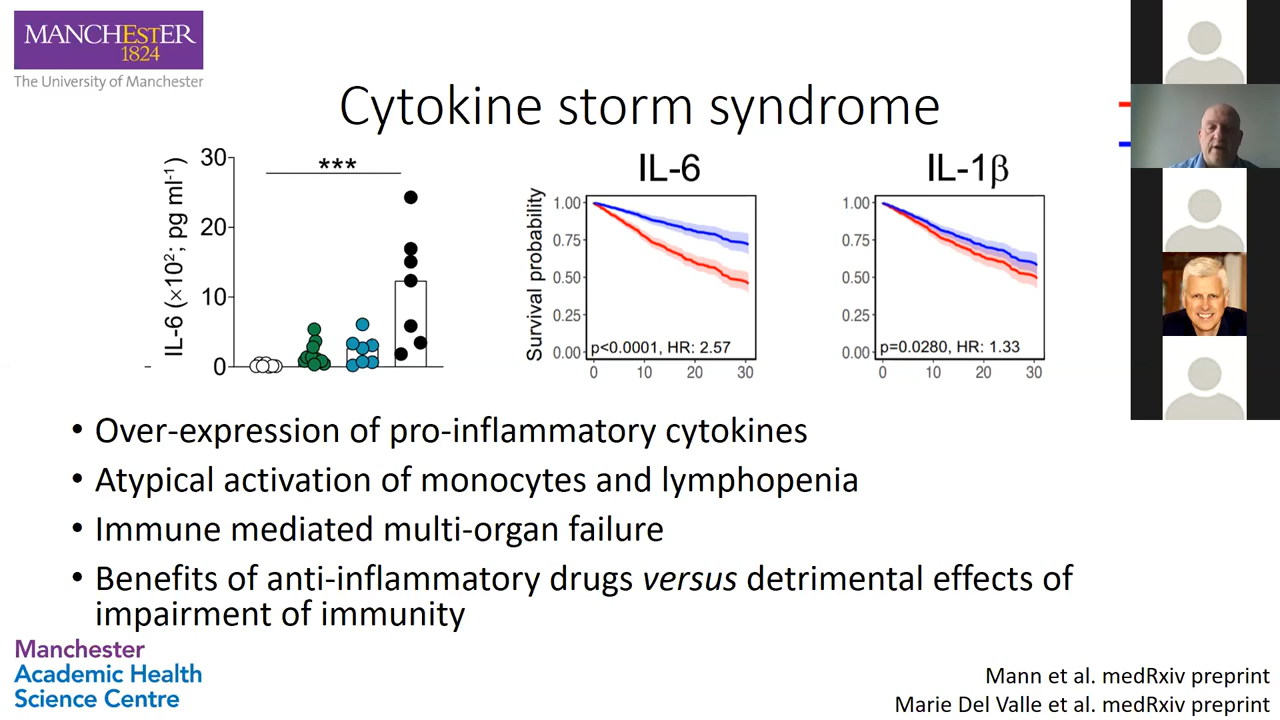 MANCHESTER
1824
The University of Manchester
Cytokine storm syndrome
IL-6 (×10²; pg ml⁻¹)
30
20
10
0
***
IL-6
Survival probability
1.00
0.75
0.50
0.25
0.00
p<0.0001, HR: 2.57
0 10 20 30
IL-1β
1.00
0.75
0.50
0.25
0.00
p=0.0280, HR: 1.33
0 10 20 30
• Over-expression of pro-inflammatory cytokines
• Atypical activation of monocytes and lymphopenia
• Immune mediated multi-organ failure
• Benefits of anti-inflammatory drugs versus detrimental effects of
impairment of immunity
Manchester
Academic Health
Science Centre
Mann et al. medRxiv preprint
Marie Del Valle et al. medRxiv preprint